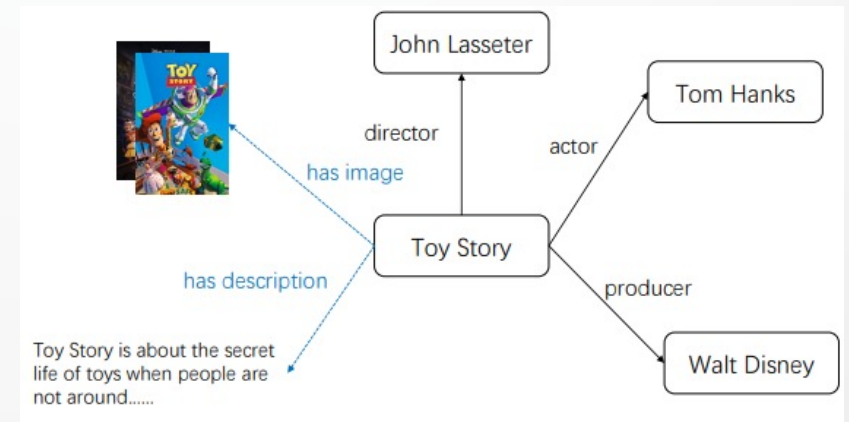 John Lasseter
TOY
STORY
Tom Hanks
director
actor
has image
Toy Story
has description
producer
Toy Story is about the secret
life of toys when people are
not around......
Walt Disney